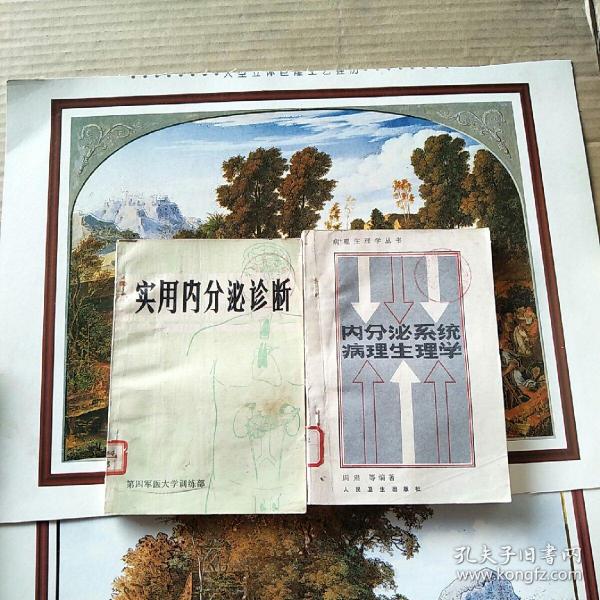 实用内分泌诊断
第四军医大学训练部
病理生理学丛书
内分泌系统
病理生理学
等编著
人民卫生出版社
孔夫子旧书网
www.kongfz.com